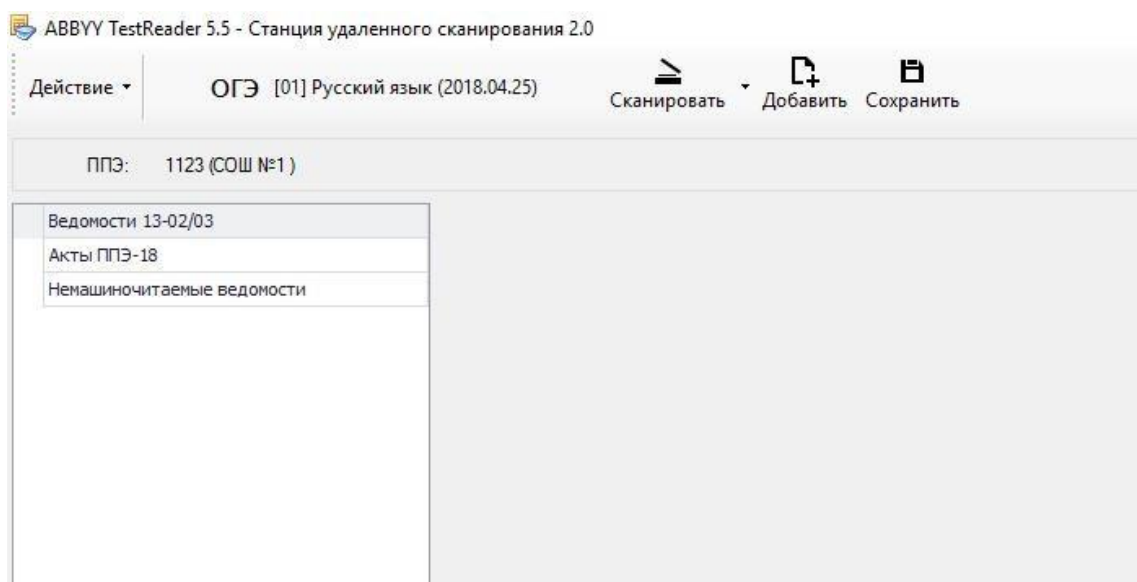 ABBYY TestReader 5.5 - Станция удаленного сканирования 2.0
Действие ОГЭ [01] Русский язык (2018.04.25) Сканировать Добавить Сохранить
ППЭ: 1123 (СОШ №1 )
Ведомости 13-02/03
Акты ППЭ-18
Немашиночитаемые ведомости